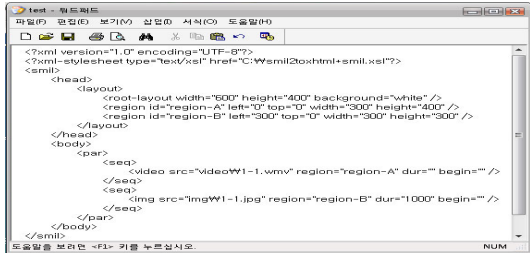 test - 워드패드
파일(F) 편집(E) 보기(V) 삽입(I) 서식(O) 도움말(H)
<?xml version="1.0" encoding="UTF-8"?>
<?xml-stylesheet type="text/xsl" href="C:₩smil2toxhtml+smil.xsl"?>
<smil>
<head>
<layout>
<root-layout width="600" height="400" background="white" />
<region id="region-A" left="0" top="0" width="300" height="400" />
<region id="region-B" left="300" top="0" width="300" height="300" />
</layout>
</head>
<body>
<par>
<seq>
<video src="video₩1-1.wmv" region="region-A" dur="" begin="" />
</seq>
<seq>
<img src="img₩1-1.jpg" region="region-B" dur="1000" begin="" />
</seq>
</par>
</body>
</smil>
도움말을 보려면 <F1> 키를 누르십시오. NUM